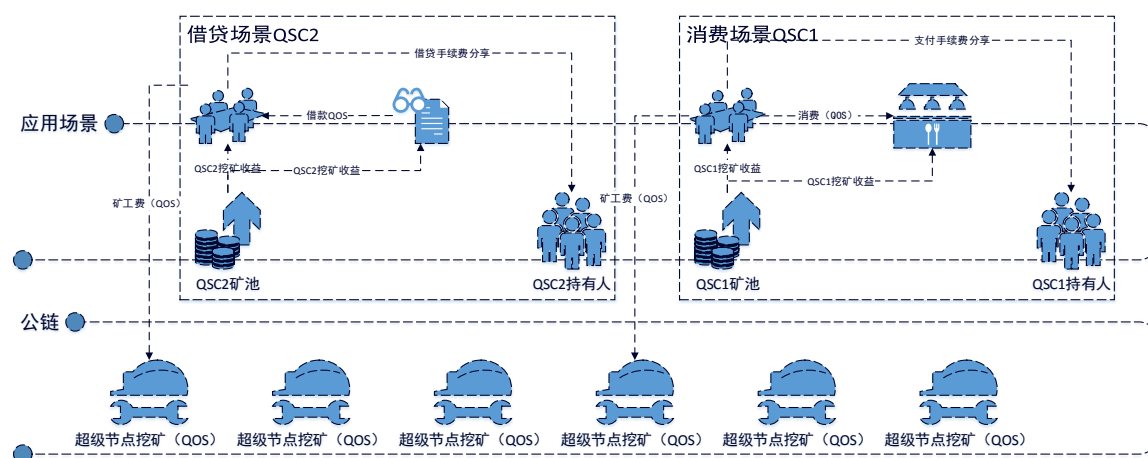 借贷场景QSC2
消费场景QSC1
借贷手续费分享
支付手续费分享
应用场景
借款QOS
消费（QOS）
QSC2挖矿收益
QSC2挖矿收益
QSC1挖矿收益
QSC1挖矿收益
矿工费（QOS）
矿工费（QOS）
QSC2矿池
QSC2持有人
QSC1矿池
QSC1持有人
公链
超级节点挖矿（QOS）
超级节点挖矿（QOS）
超级节点挖矿（QOS）
超级节点挖矿（QOS）
超级节点挖矿（QOS）
超级节点挖矿（QOS）